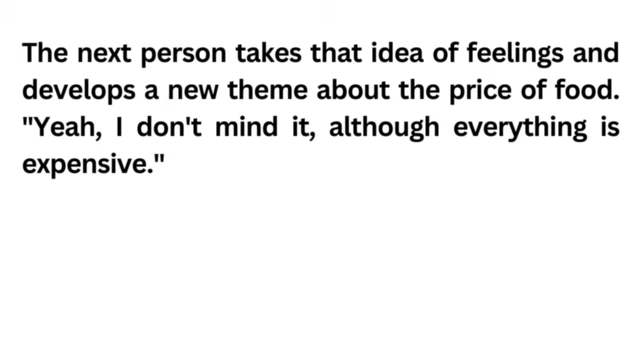 The next person takes that idea of feelings and
develops a new theme about the price of food.
"Yeah, I don't mind it, although everything is
expensive."